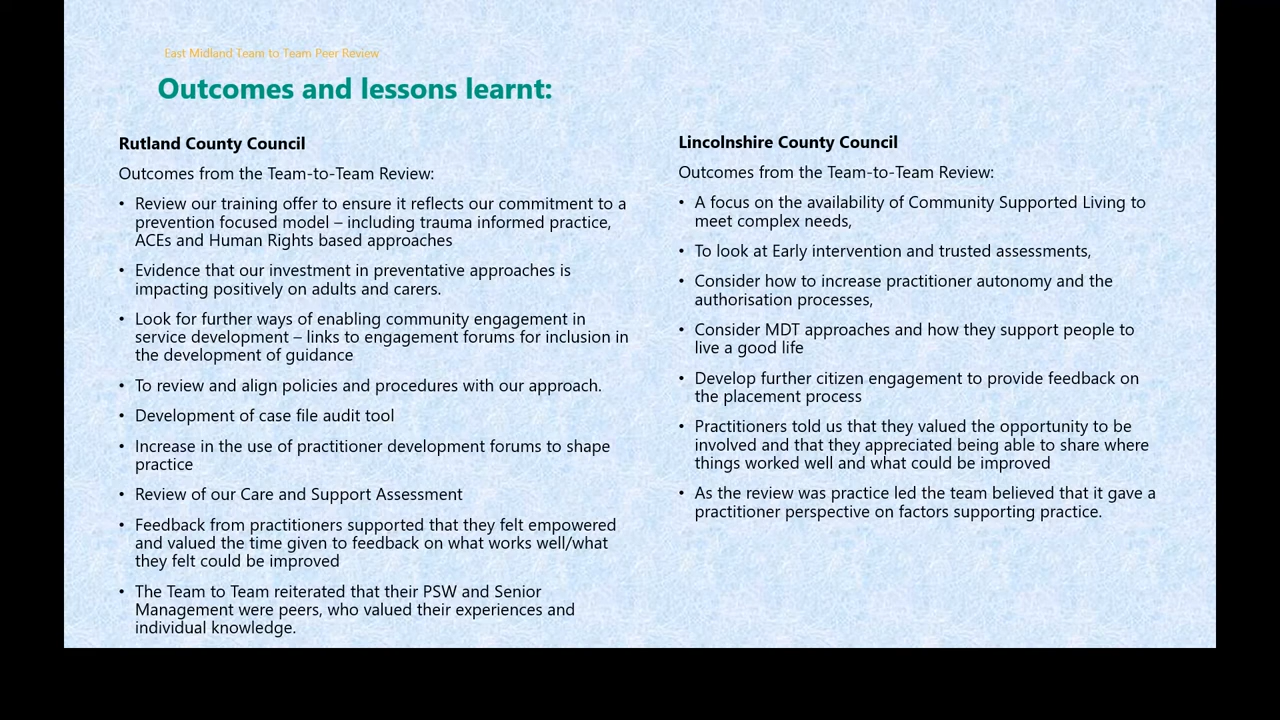 East Midland Team to Team Peer Review
Outcomes and lessons learnt:
Rutland County Council
Outcomes from the Team-to-Team Review:
• Review our training offer to ensure it reflects our commitment to a
prevention focused model – including trauma informed practice,
ACEs and Human Rights based approaches
• Evidence that our investment in preventative approaches is
impacting positively on adults and carers.
• Look for further ways of enabling community engagement in
service development – links to engagement forums for inclusion in
the development of guidance
• To review and align policies and procedures with our approach.
• Development of case file audit tool
• Increase in the use of practitioner development forums to shape
practice
• Review of our Care and Support Assessment
• Feedback from practitioners supported that they felt empowered
and valued the time given to feedback on what works well/what
they felt could be improved
• The Team to Team reiterated that their PSW and Senior
Management were peers, who valued their experiences and
individual knowledge.
Lincolnshire County Council
Outcomes from the Team-to-Team Review:
• A focus on the availability of Community Supported Living to
meet complex needs,
• To look at Early intervention and trusted assessments,
• Consider how to increase practitioner autonomy and the
authorisation processes,
• Consider MDT approaches and how they support people to
live a good life
• Develop further citizen engagement to provide feedback on
the placement process
• Practitioners told us that they valued the opportunity to be
involved and that they appreciated being able to share where
things worked well and what could be improved
• As the review was practice led the team believed that it gave a
practitioner perspective on factors supporting practice.